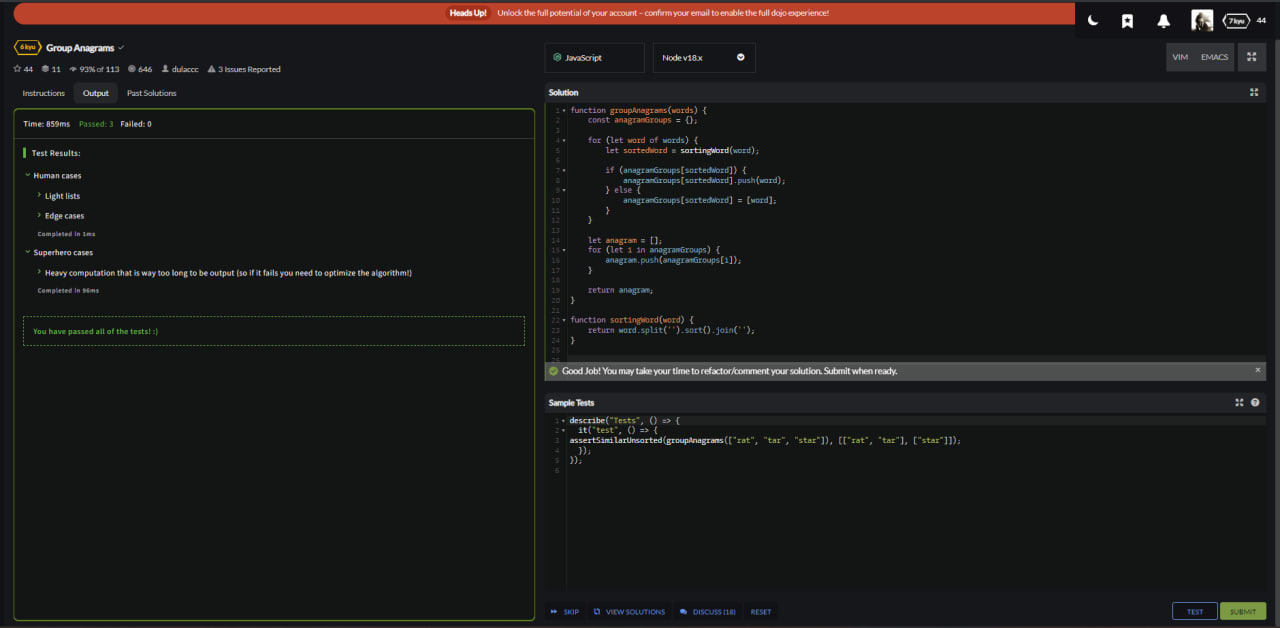 Heads Up! Unlock the full potential of your account – confirm your email to enable the full dojo experience!
7 kyu 44
6 kyu Group Anagrams
44 11 93% of 113 646 dulaccc 3 Issues Reported
Instructions Output Past Solutions
Time: 859ms Passed: 3 Failed: 0
Test Results:
Human cases
Light lists
Edge cases
Completed in 1ms
Superhero cases
Heavy computation that is way too long to be output (so if it fails you need to optimize the algorithm!)
Completed in 96ms
You have passed all of the tests! :)
JavaScript Node v18.x VIM EMACS
Solution
1 function groupAnagrams(words) {
2 const anagramGroups = {};
3
4 for (let word of words) {
5 let sortedWord = sortingWord(word);
6
7 if (anagramGroups[sortedWord]) {
8 anagramGroups[sortedWord].push(word);
9 } else {
10 anagramGroups[sortedWord] = [word];
11 }
12 }
13
14 let anagram = [];
15 for (let i in anagramGroups) {
16 anagram.push(anagramGroups[i]);
17 }
18
19 return anagram;
20 }
21
22 function sortingWord(word) {
23 return word.split('').sort().join('');
24 }
25
26
Good Job! You may take your time to refactor/comment your solution. Submit when ready.
Sample Tests
1 describe("Tests", () => {
2 it("test", () => {
3 assertSimilarUnsorted(groupAnagrams(["rat", "tar", "star"]), [["rat", "tar"], ["star"]]);
4 });
5 });
6
SKIP VIEW SOLUTIONS DISCUSS (18) RESET TEST SUBMIT